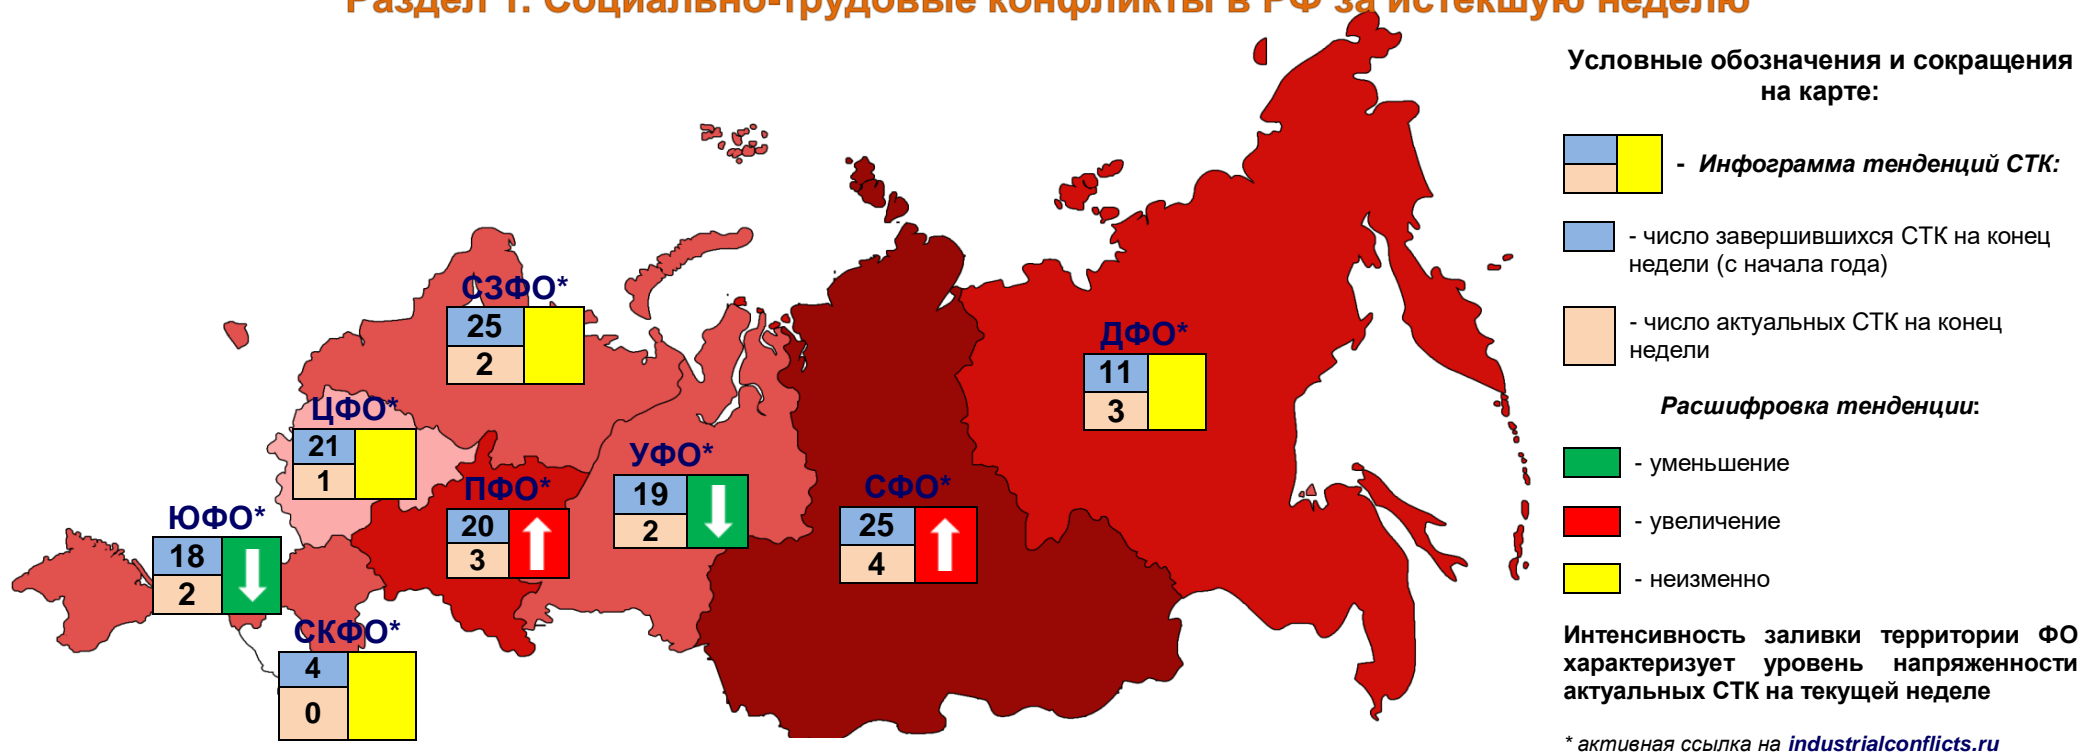 Раздел 1. Социально-трудовые конфликты в РФ за истекшую неделю
Условные обозначения и сокращения
на карте:
- Инфограмма тенденций СТК:
- число завершившихся СТК на конец
недели (с начала года)
- число актуальных СТК на конец
недели
Расшифровка тенденции:
- уменьшение
- увеличение
- неизменно
Интенсивность заливки территории ФО
характеризует уровень напряженности
актуальных СТК на текущей неделе
* активная ссылка на industrialconflicts.ru
СЗФО*
25
2
ДФО*
11
3
ЦФО*
21
1
УФО*
19
2
ПФО*
20
3
СФО*
25
4
ЮФО*
18
2
СКФО*
4
0